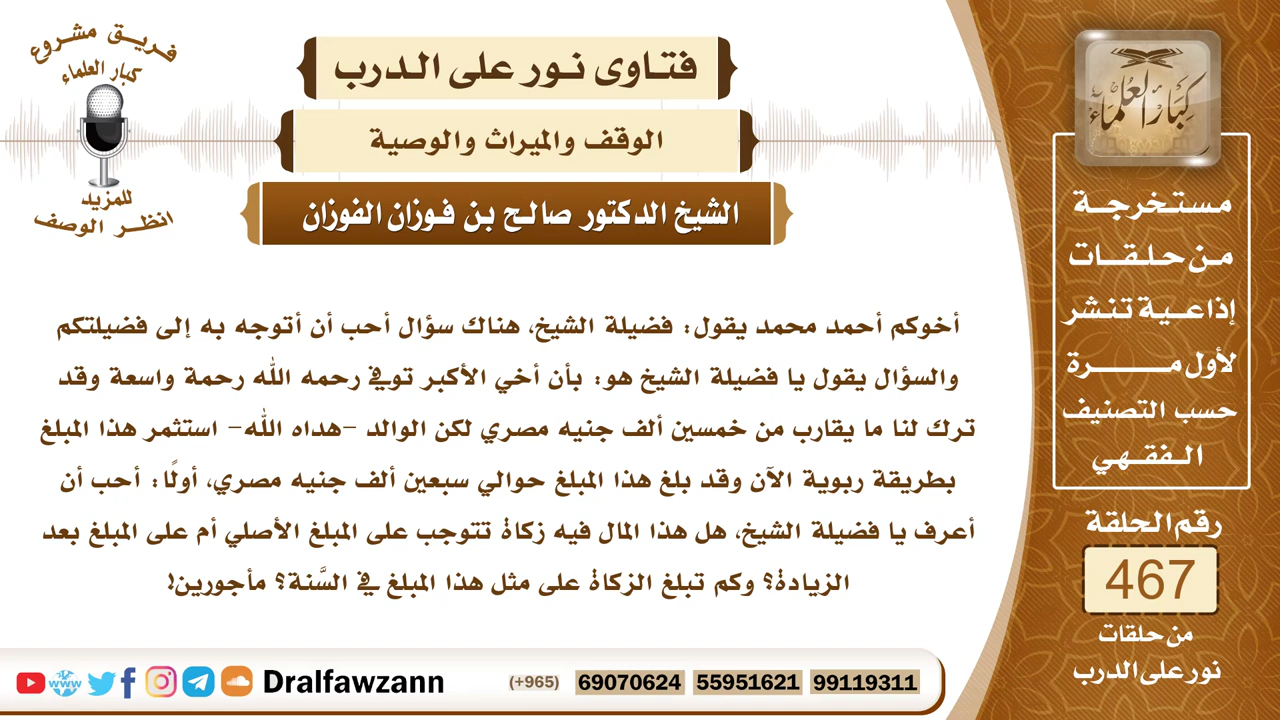 فريق مشروع
كبار العلماء
للمزيد
انظر الوصف
فتاوى نور على الدرب
الوقف والميراث والوصية
الشيخ الدكتور صالح بن فوزان الفوزان
أخوكم أحمد محمد يقول: فضيلة الشيخ، هناك سؤال أحب أن أتوجه به إلى فضيلتكم
والسؤال يقول يا فضيلة الشيخ هو: بأن أخي الأكبر توفي رحمه الله رحمة واسعة وقد
ترك لنا ما يقارب من خمسين ألف جنيه مصري لكن الوالد -هداه الله- استثمر هذا المبلغ
بطريقة ربوية الآن وقد بلغ هذا المبلغ حوالي سبعين ألف جنيه مصري، أولًا: أحب أن
أعرف يا فضيلة الشيخ، هل هذا المال فيه زكاة تتوجب على المبلغ الأصلي أم على المبلغ بعد
الزيادة؟ وكم تبلغ الزكاة على مثل هذا المبلغ في السَّنة؟ مأجورين!
كبار العلماء
مستخرجة
من حلقات
إذاعية تنشر
لأول مرة
حسب التصنيف
الفقهي
رقم الحلقة
467
من حلقات
نور على الدرب
www
Dralfawzann
(+965) 69070624 55951621 99119311